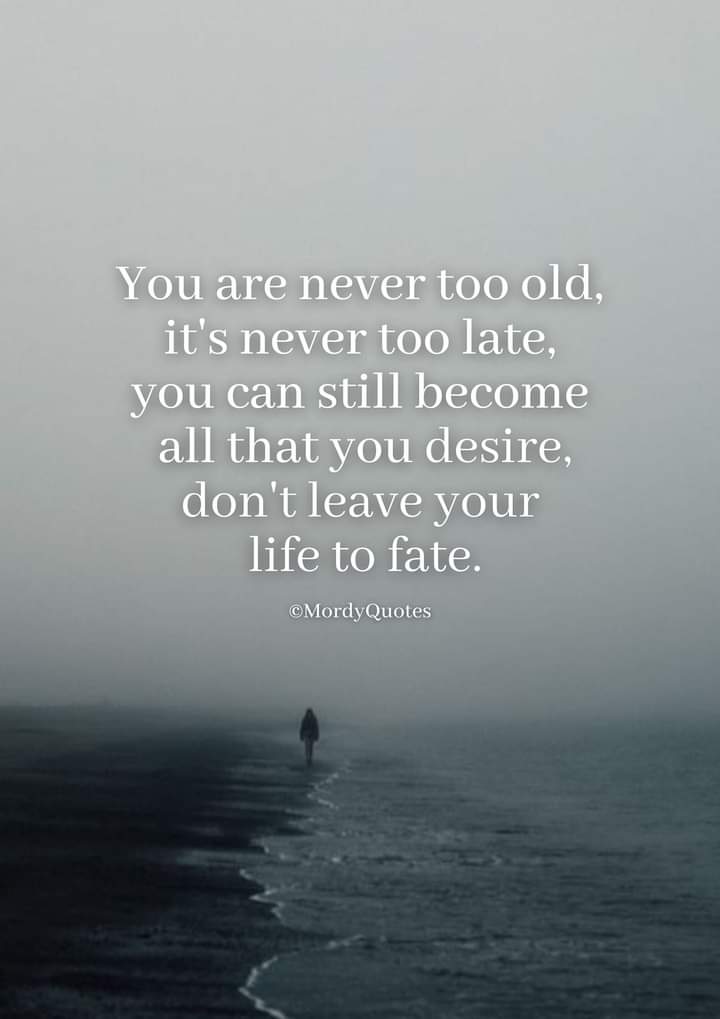 You are never too old,
it's never too late,
you can still become
all that you desire,
don't leave your
life to fate.
©MordyQuotes